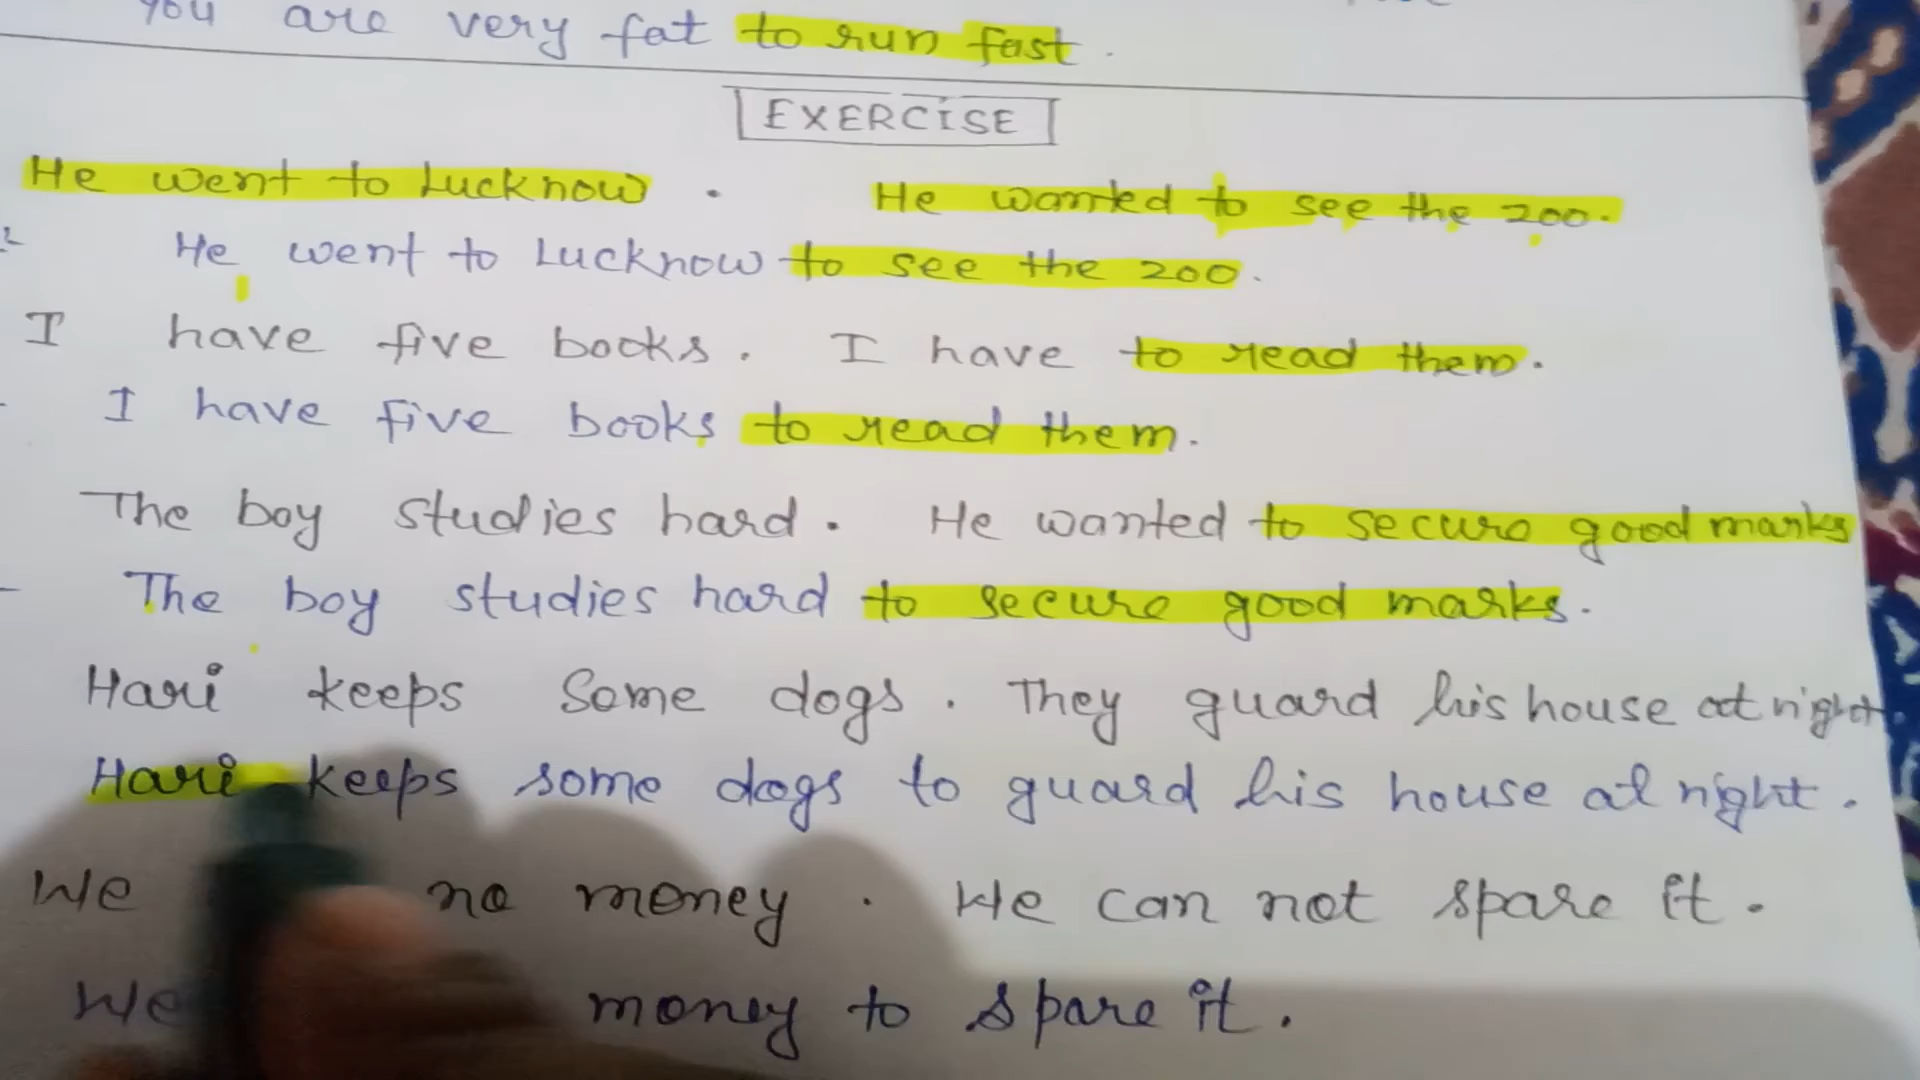 you are very fat to run fast.
EXERCISE
He went to Lucknow. He wanted to see the zoo.
He went to Lucknow to see the zoo.
I have five books. I have to read them.
I have five books to read them.
The boy studies hard. He wanted to secure good marks
The boy studies hard to secure good marks.
Hari keeps Some dogs. They guard his house at night.
Hari keeps some dogs to guard his house at night.
We no money. He can not spare it.
We money to spare it.